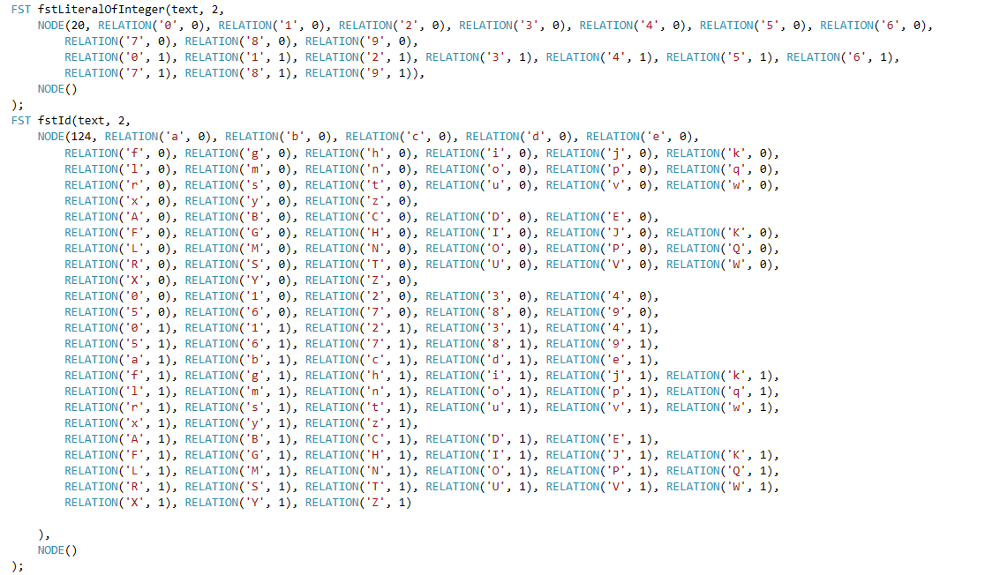 FST fstLiteralOfInteger(text, 2,
    NODE(20, RELATION('0', 0), RELATION('1', 0), RELATION('2', 0), RELATION('3', 0), RELATION('4', 0), RELATION('5', 0), RELATION('6', 0),
        RELATION('7', 0), RELATION('8', 0), RELATION('9', 0),
        RELATION('0', 1), RELATION('1', 1), RELATION('2', 1), RELATION('3', 1), RELATION('4', 1), RELATION('5', 1), RELATION('6', 1),
        RELATION('7', 1), RELATION('8', 1), RELATION('9', 1)),
    NODE()
);
FST fstId(text, 2,
    NODE(124, RELATION('a', 0), RELATION('b', 0), RELATION('c', 0), RELATION('d', 0), RELATION('e', 0),
        RELATION('f', 0), RELATION('g', 0), RELATION('h', 0), RELATION('i', 0), RELATION('j', 0), RELATION('k', 0),
        RELATION('l', 0), RELATION('m', 0), RELATION('n', 0), RELATION('o', 0), RELATION('p', 0), RELATION('q', 0),
        RELATION('r', 0), RELATION('s', 0), RELATION('t', 0), RELATION('u', 0), RELATION('v', 0), RELATION('w', 0),
        RELATION('x', 0), RELATION('y', 0), RELATION('z', 0),
        RELATION('A', 0), RELATION('B', 0), RELATION('C', 0), RELATION('D', 0), RELATION('E', 0),
        RELATION('F', 0), RELATION('G', 0), RELATION('H', 0), RELATION('I', 0), RELATION('J', 0), RELATION('K', 0),
        RELATION('L', 0), RELATION('M', 0), RELATION('N', 0), RELATION('O', 0), RELATION('P', 0), RELATION('Q', 0),
        RELATION('R', 0), RELATION('S', 0), RELATION('T', 0), RELATION('U', 0), RELATION('V', 0), RELATION('W', 0),
        RELATION('X', 0), RELATION('Y', 0), RELATION('Z', 0),
        RELATION('0', 0), RELATION('1', 0), RELATION('2', 0), RELATION('3', 0), RELATION('4', 0),
        RELATION('5', 0), RELATION('6', 0), RELATION('7', 0), RELATION('8', 0), RELATION('9', 0),
        RELATION('0', 1), RELATION('1', 1), RELATION('2', 1), RELATION('3', 1), RELATION('4', 1),
        RELATION('5', 1), RELATION('6', 1), RELATION('7', 1), RELATION('8', 1), RELATION('9', 1),
        RELATION('a', 1), RELATION('b', 1), RELATION('c', 1), RELATION('d', 1), RELATION('e', 1),
        RELATION('f', 1), RELATION('g', 1), RELATION('h', 1), RELATION('i', 1), RELATION('j', 1), RELATION('k', 1),
        RELATION('l', 1), RELATION('m', 1), RELATION('n', 1), RELATION('o', 1), RELATION('p', 1), RELATION('q', 1),
        RELATION('r', 1), RELATION('s', 1), RELATION('t', 1), RELATION('u', 1), RELATION('v', 1), RELATION('w', 1),
        RELATION('x', 1), RELATION('y', 1), RELATION('z', 1),
        RELATION('A', 1), RELATION('B', 1), RELATION('C', 1), RELATION('D', 1), RELATION('E', 1),
        RELATION('F', 1), RELATION('G', 1), RELATION('H', 1), RELATION('I', 1), RELATION('J', 1), RELATION('K', 1),
        RELATION('L', 1), RELATION('M', 1), RELATION('N', 1), RELATION('O', 1), RELATION('P', 1), RELATION('Q', 1),
        RELATION('R', 1), RELATION('S', 1), RELATION('T', 1), RELATION('U', 1), RELATION('V', 1), RELATION('W', 1),
        RELATION('X', 1), RELATION('Y', 1), RELATION('Z', 1)
    ),
    NODE()
);